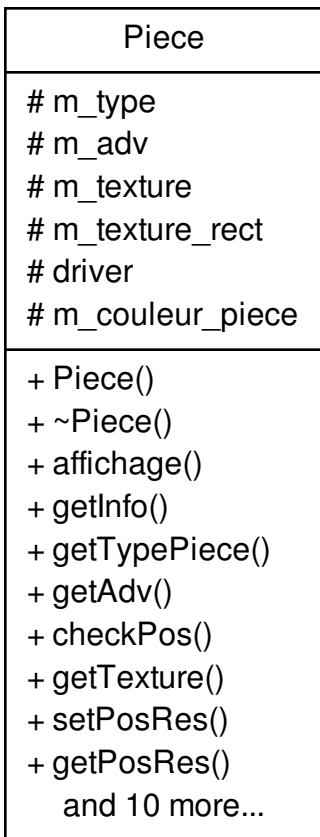 Piece
# m_type
# m_adv
# m_texture
# m_texture_rect
# driver
# m_couleur_piece
+ Piece()
+ ~Piece()
+ affichage()
+ getInfo()
+ getTypePiece()
+ getAdv()
+ checkPos()
+ getTexture()
+ setPosRes()
+ getPosRes()
and 10 more...